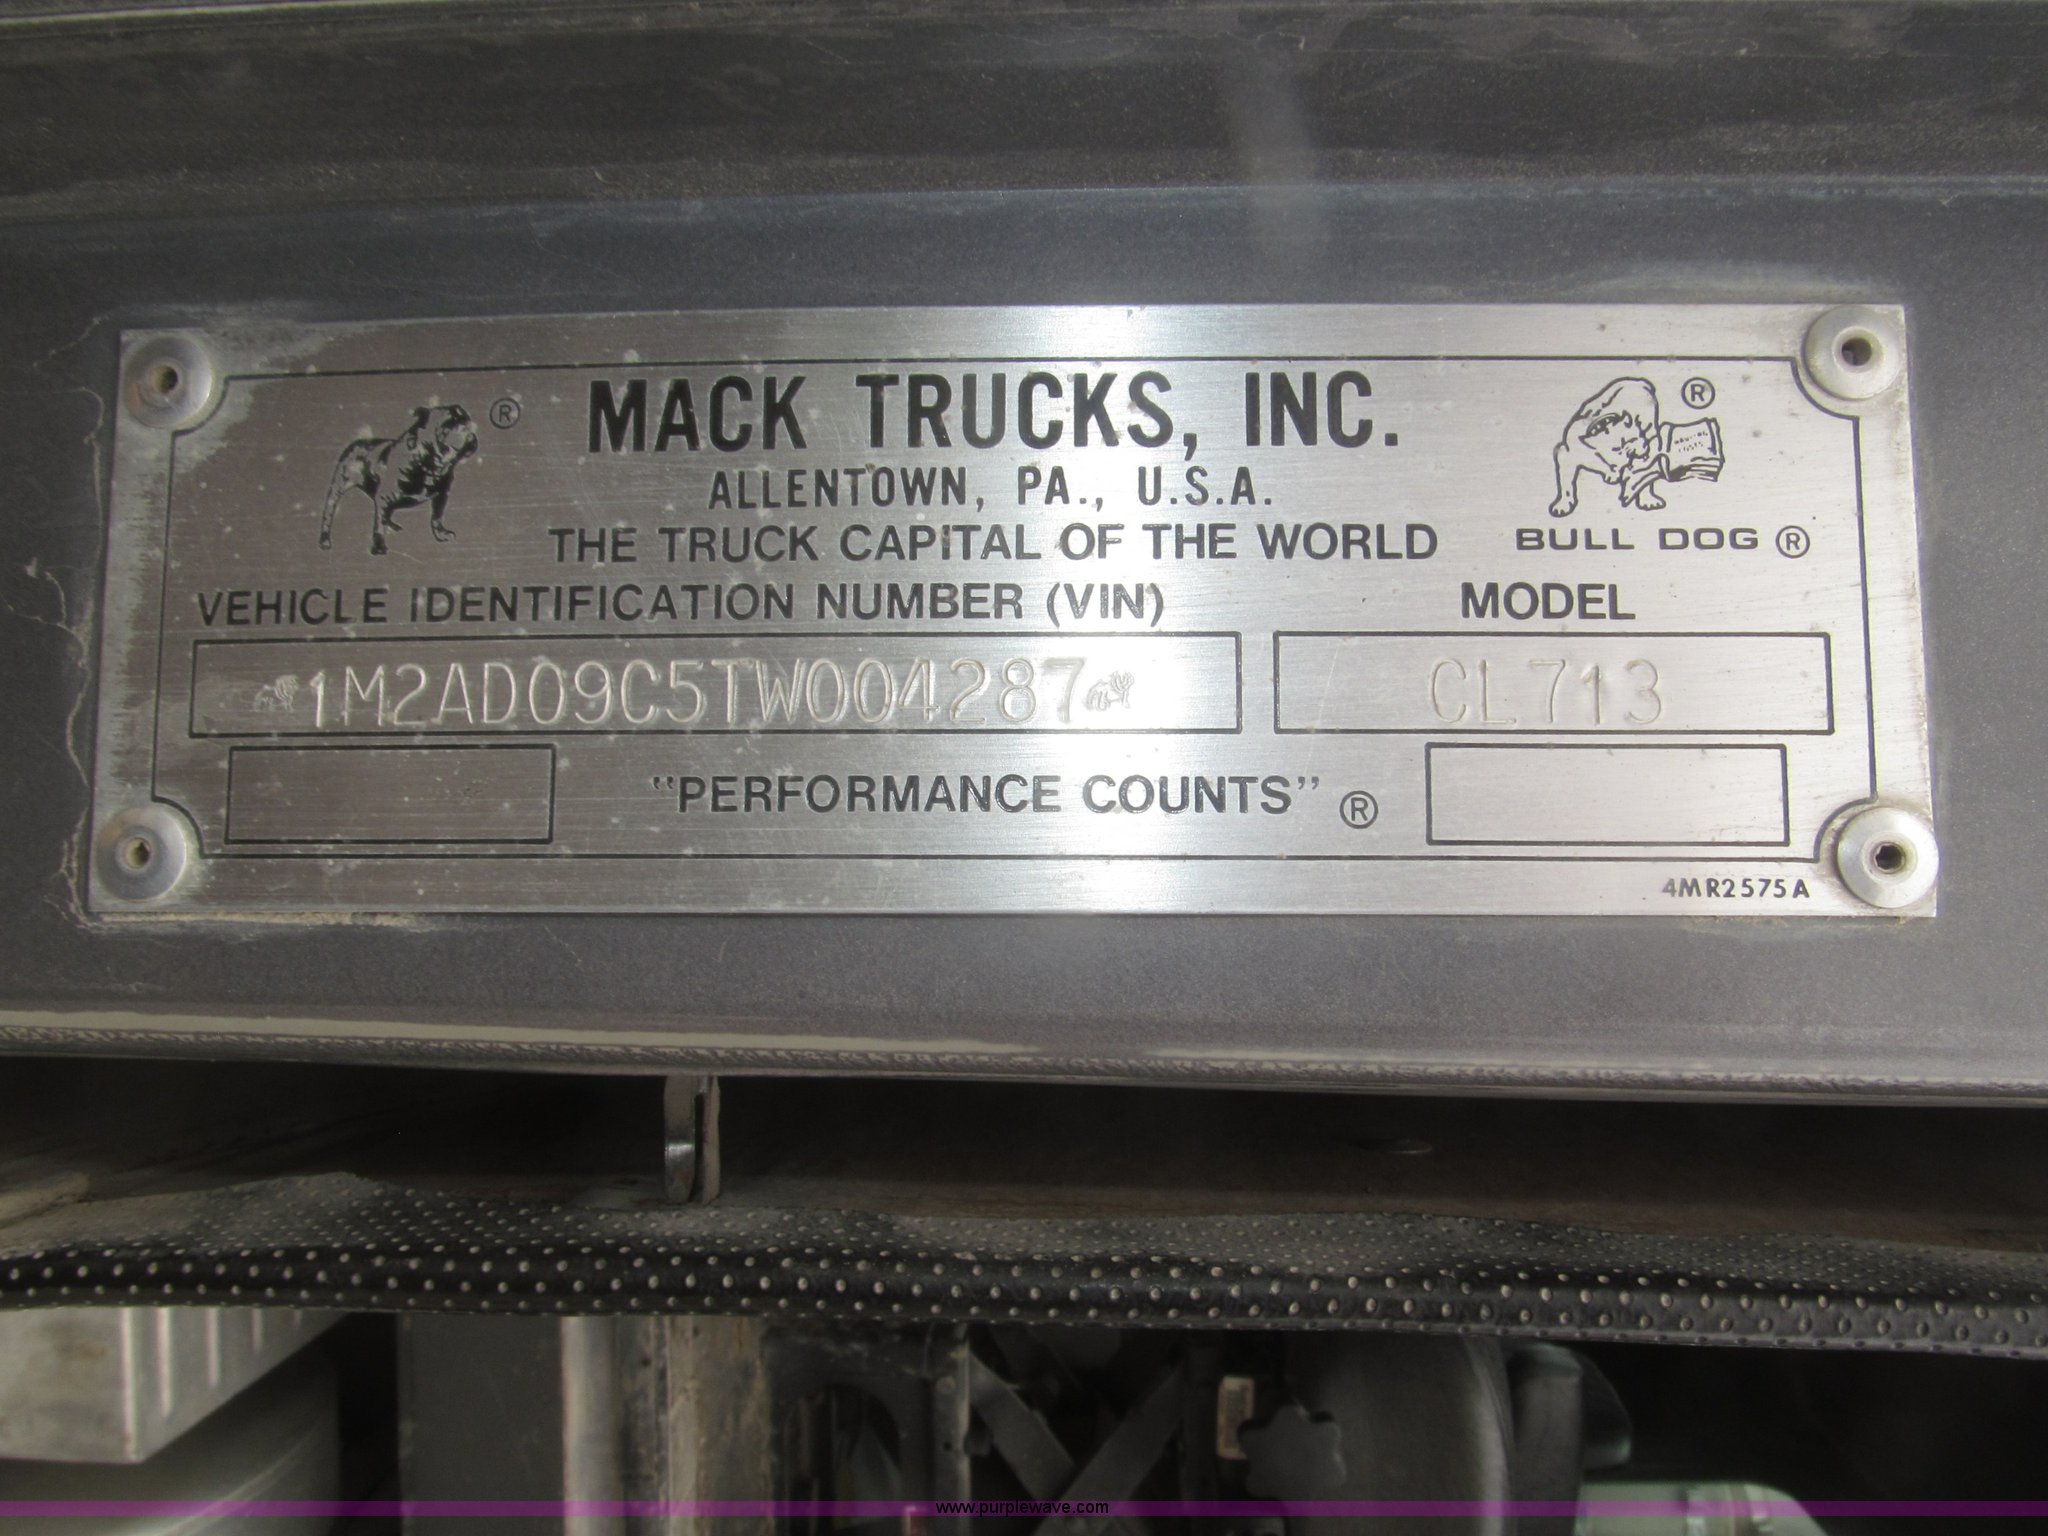 ®
MACK TRUCKS, INC.
®
ALLENTOWN, PA., U.S.A.
THE TRUCK CAPITAL OF THE WORLD
BULL DOG ®
VEHICLE IDENTIFICATION NUMBER (VIN)
MODEL
1M2AD09C5TW004287
CL713
"PERFORMANCE COUNTS" ®
4MR2575A
www.purplewave.com